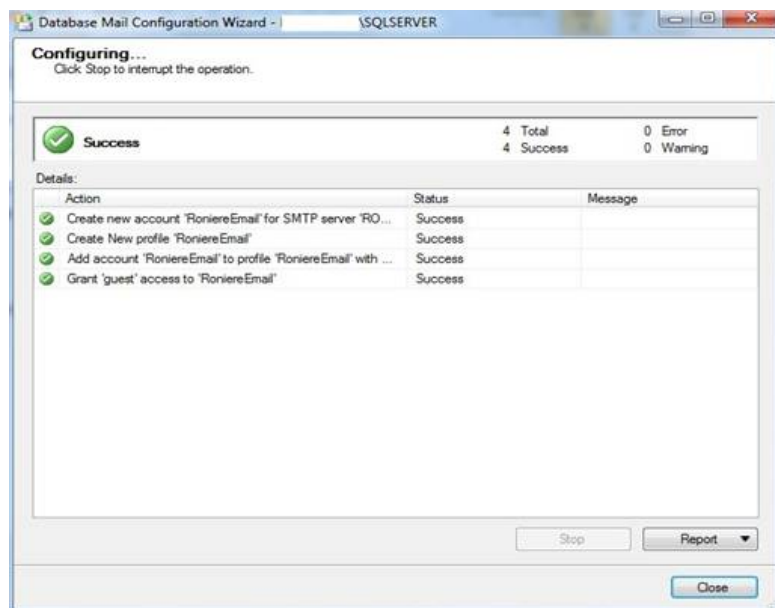 Database Mail Configuration Wizard - \SQLSERVER
Configuring...
Click Stop to interrupt the operation.
Success
4 Total 0 Error
4 Success 0 Warning
Details:
Action Status Message
Create new account 'RoniereEmail' for SMTP server 'RO... Success
Create New profile 'RoniereEmail' Success
Add account 'RoniereEmail' to profile 'RoniereEmail' with ... Success
Grant 'guest' access to 'RoniereEmail' Success
Stop Report
Close